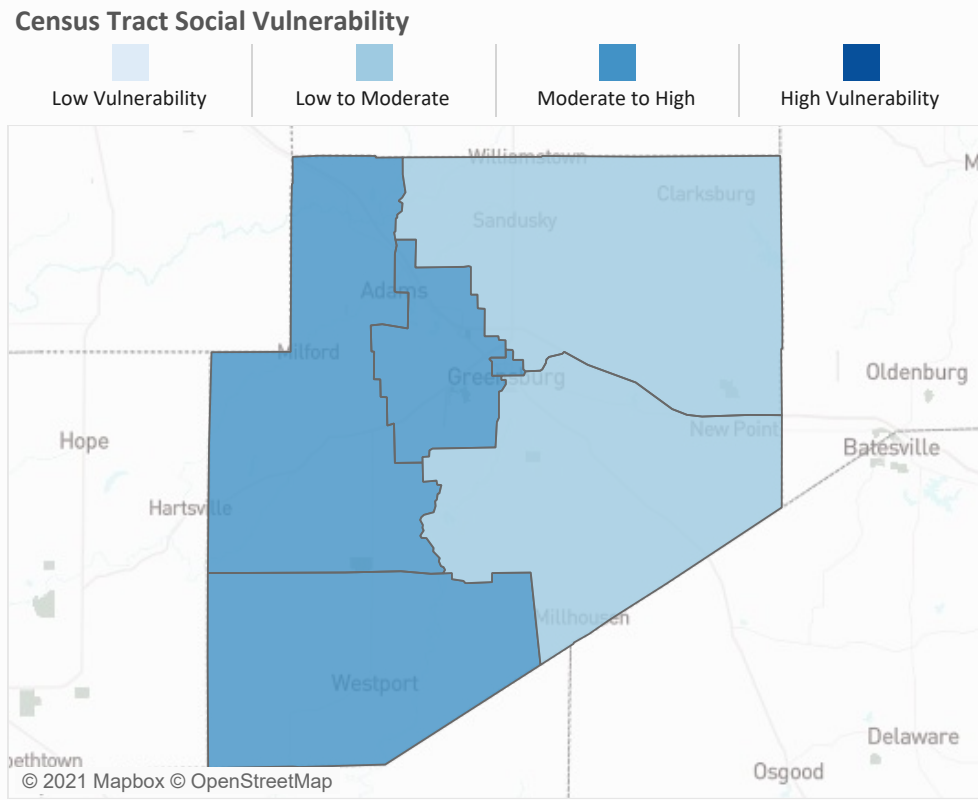 Census Tract Social Vulnerability
Low Vulnerability
Low to Moderate
Moderate to High
High Vulnerability
Williamstown
M
Clarksburg
Sandusky
Adams
Milford
Greensburg
Oldenburg
Hope
New Point
Batesville
Hartsville
Millhousen
Westport
Delaware
bethtown
Osgood
© 2021 Mapbox © OpenStreetMap